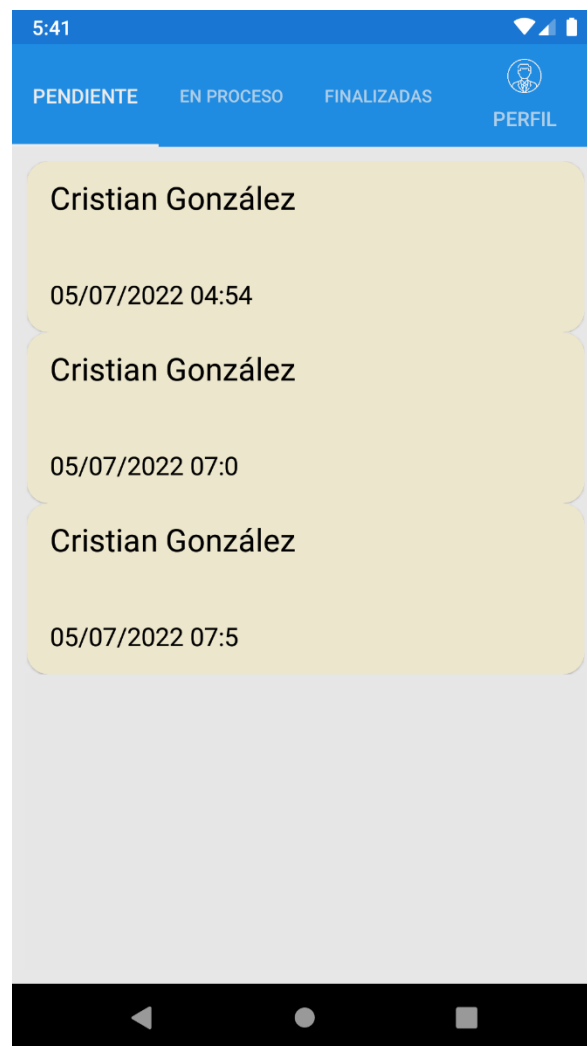 5:41
PENDIENTE EN PROCESO FINALIZADAS PERFIL
Cristian González
05/07/2022 04:54
Cristian González
05/07/2022 07:0
Cristian González
05/07/2022 07:5